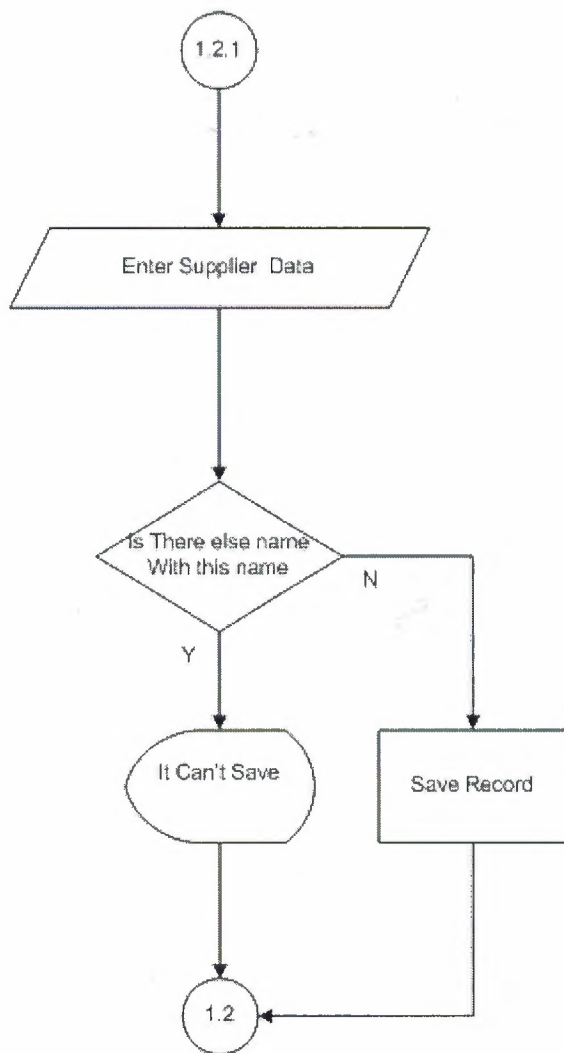 1.2.1
Enter Supplier Data
Is There else name
With this name
N
Y
It Can't Save
Save Record
1.2